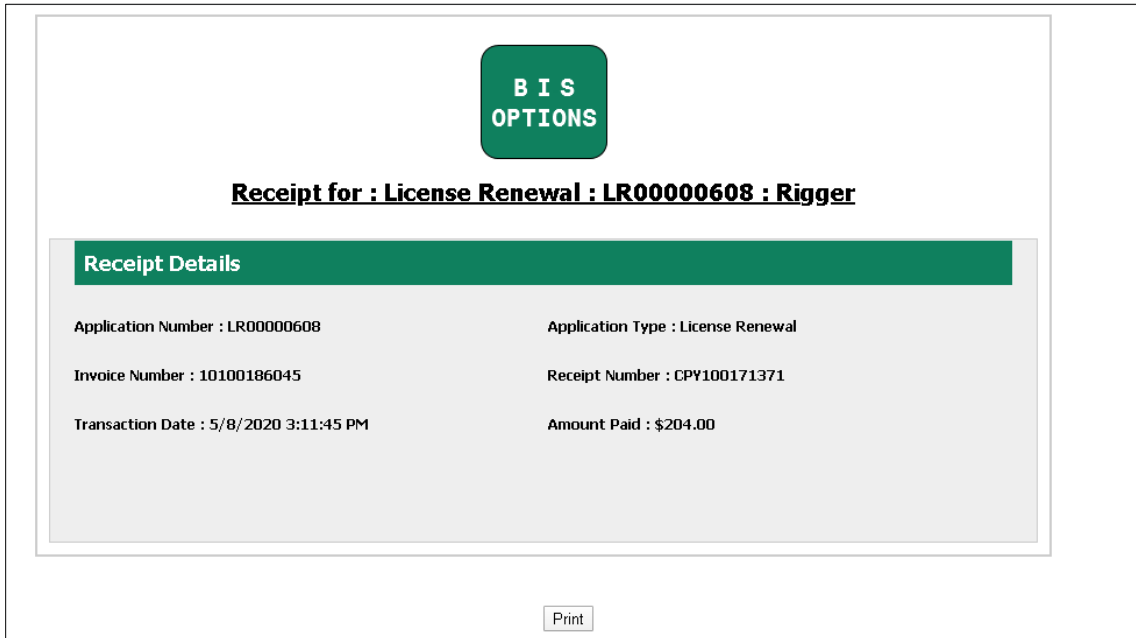 B I S
OPTIONS
Receipt for : License Renewal : LR00000608 : Rigger
Receipt Details
Application Number : LR00000608
Application Type : License Renewal
Invoice Number : 10100186045
Receipt Number : CPY100171371
Transaction Date : 5/8/2020 3:11:45 PM
Amount Paid : $204.00
Print